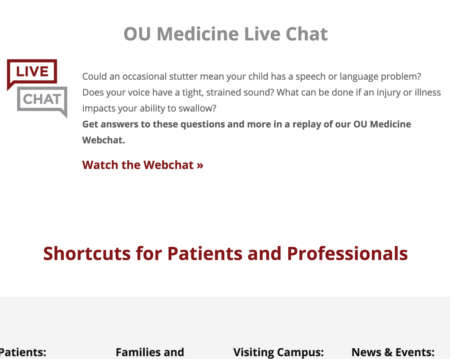 OU Medicine Live Chat
LIVE
CHAT
Could an occasional stutter mean your child has a speech or language problem?
Does your voice have a tight, strained sound? What can be done if an injury or illness
impacts your ability to swallow?
Get answers to these questions and more in a replay of our OU Medicine
Webchat.
Watch the Webchat »
Shortcuts for Patients and Professionals
Patients:
Families and
Visiting Campus:
News & Events: